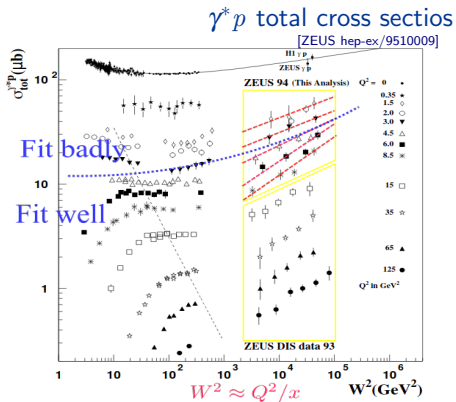 γ*p total cross sectios
[ZEUS hep-ex/9510009]
H1 γ p
ZEUS γ p
σ_tot^γ*p (μb)
ZEUS 94 (This Analysis)
Q² = 0
0.35
1.5
2.0
3.0
4.5
6.0
8.5
15
35
65
125
Q² in GeV²
10²
10
1
Fit badly
Fit well
ZEUS DIS data 93
1 10 10² 10³ 10⁴ 10⁵ 10⁶
W² ≈ Q²/x
W²(GeV²)